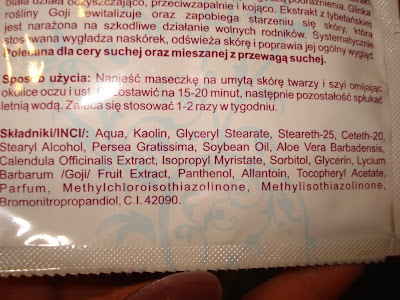 biała działa oczyszczająco, przeciwzapalnie i kojąco. Ekstrakt z tybetańskiej
rośliny Goji rewitalizuje oraz zapobiega starzeniu się skóry, która
jest narażona na szkodliwe działanie wolnych rodników. Systematycznie
stosowana wygładza naskórek, odświeża skórę i poprawia jej ogólny wygląd.
Polecana dla cery suchej oraz mieszanej z przewagą suchej.
Sposób użycia: Nanieść maseczkę na umytą skórę twarzy i szyi omijając
okolice oczu i ust i pozostawić na 15-20 minut, następnie pozostałość spłukać
letnią wodą. Zaleca się stosować 1-2 razy w tygodniu.
Składniki/INCI/: Aqua, Kaolin, Glyceryl Stearate, Steareth-25, Ceteth-20,
Stearyl Alcohol, Persea Gratissima, Soybean Oil, Aloe Vera Barbadensis,
Calendula Officinalis Extract, Isopropyl Myristate, Sorbitol, Glycerin, Lycium
Barbarum /Goji/ Fruit Extract, Panthenol, Allantoin, Tocopheryl Acetate,
Parfum, Methylchloroisothiazolinone, Methylisothiazolinone,
Bromonitropropandiol, C.I. 42090.